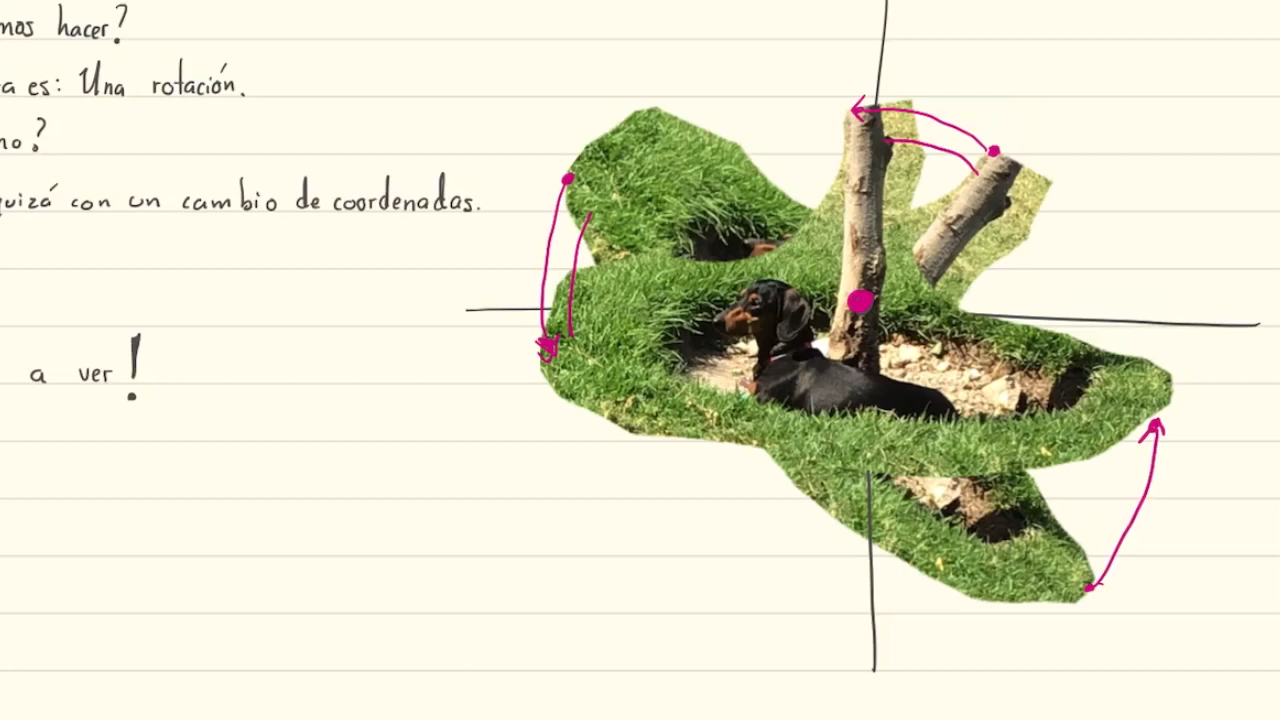 mos hacer?
a es: Una rotación.
no?
quizá con un cambio de coordenadas.
a ver!